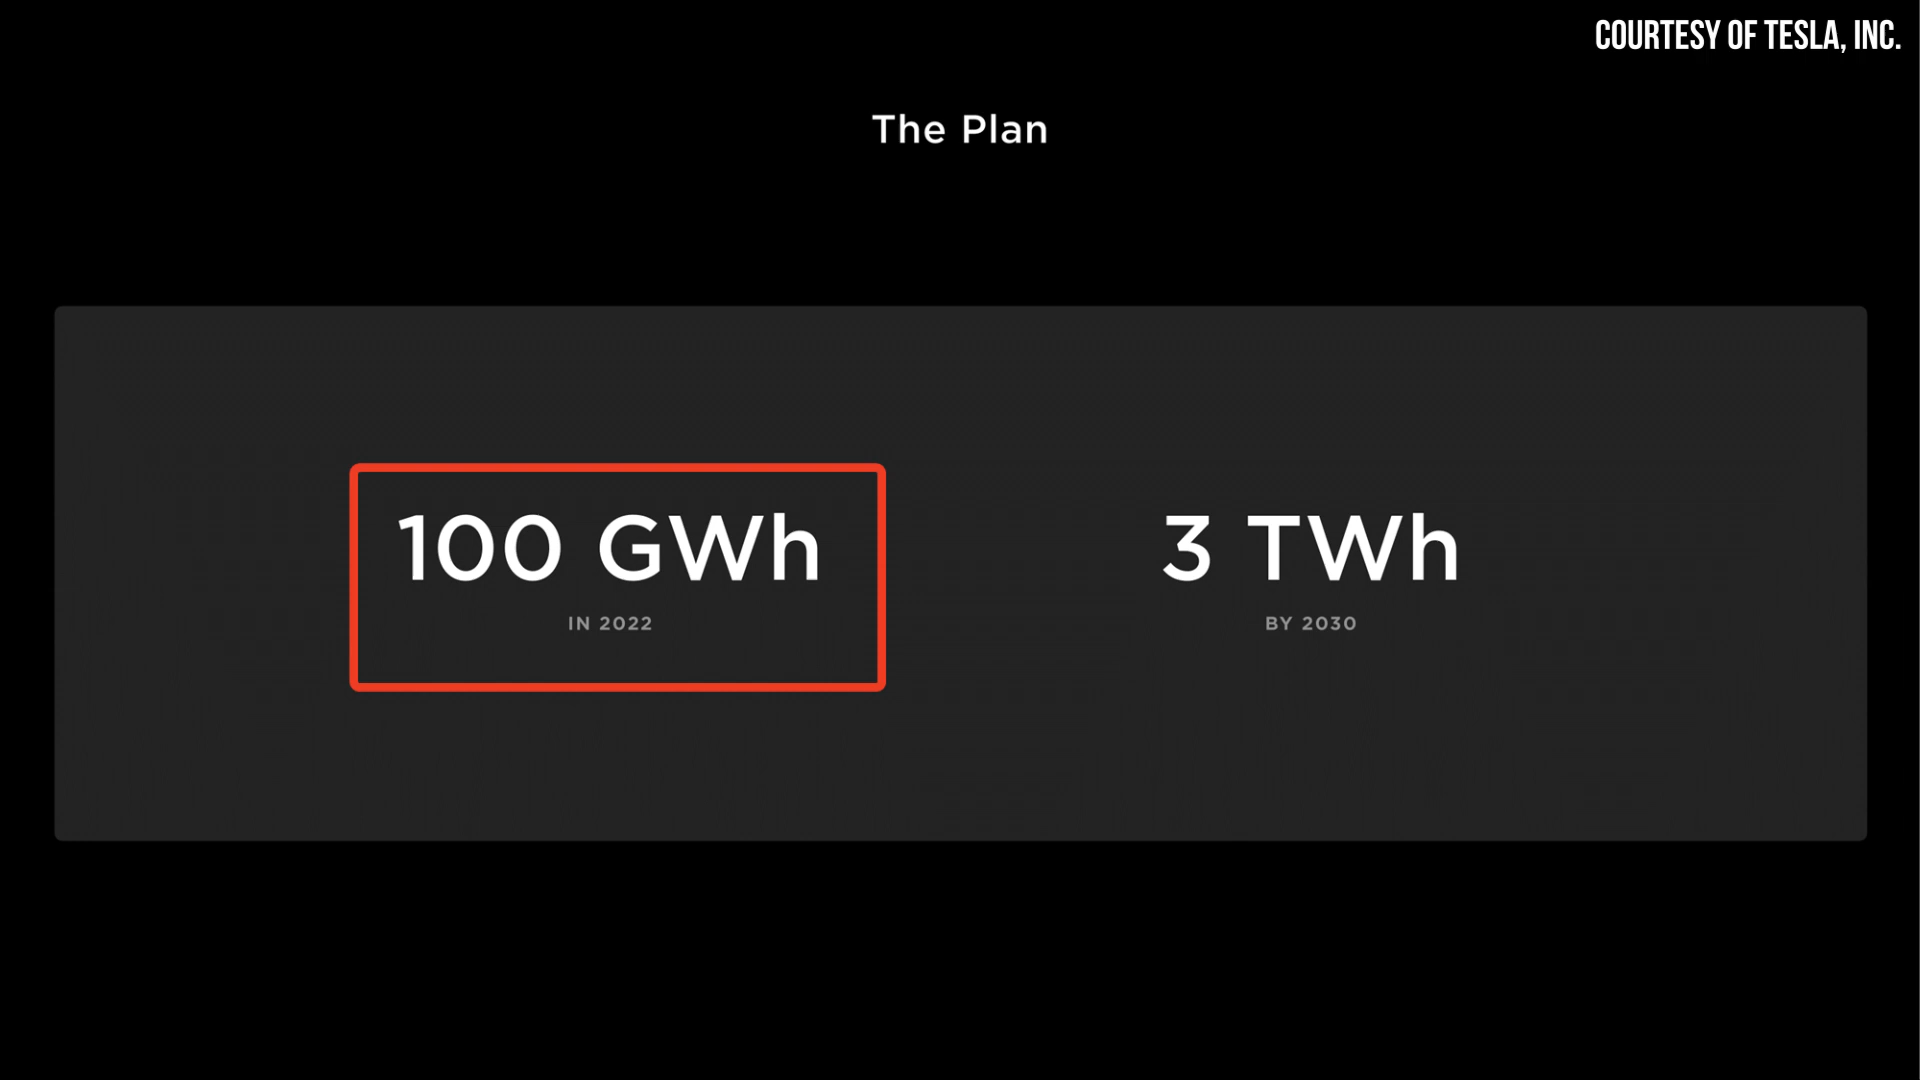 COURTESY OF TESLA, INC.
The Plan
100 GWh
IN 2022
3 TWh
BY 2030